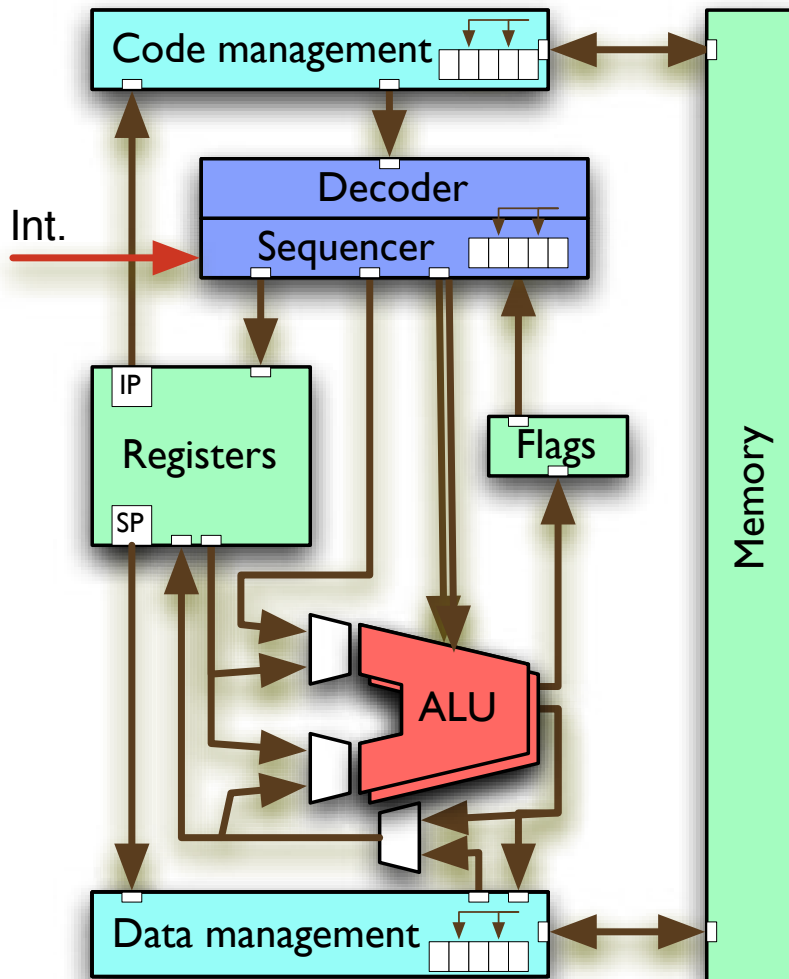 Code management
Decoder
Int.
Sequencer
IP
Registers
Flags
SP
Memory
ALU
Data management